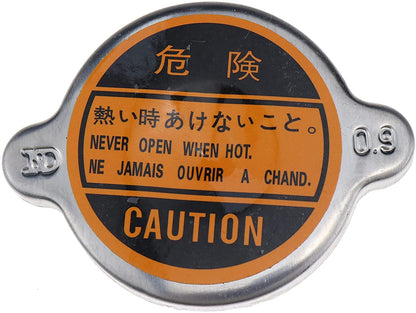 危険
熱い時あけないこと。
NEVER OPEN WHEN HOT.
NE JAMAIS OUVRIR A CHAND.
CAUTION
ND
0.9